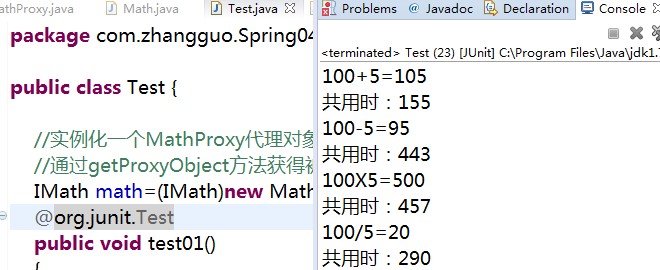 athProxy.java Math.java Test.java
package com.zhangguo.Spring04
public class Test {
//实例化一个MathProxy代理对象
//通过getProxyObject方法获得被
IMath math=(IMath)new Math
@org.junit.Test
public void test01()
{
Problems @ Javadoc Declaration Console
<terminated> Test (23) [JUnit] C:\Program Files\Java\jdk1.7
100+5=105
共用时：155
100-5=95
共用时：443
100X5=500
共用时：457
100/5=20
共用时：290